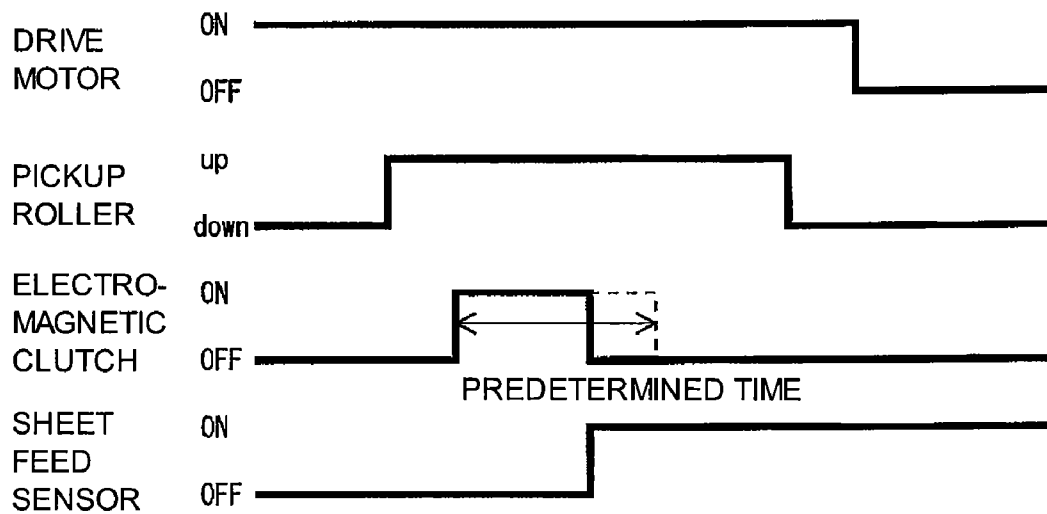 DRIVE
MOTOR
ON
OFF
PICKUP
ROLLER
up
down
ELECTRO-
MAGNETIC
CLUTCH
ON
OFF
PREDETERMINED TIME
SHEET
FEED
SENSOR
ON
OFF